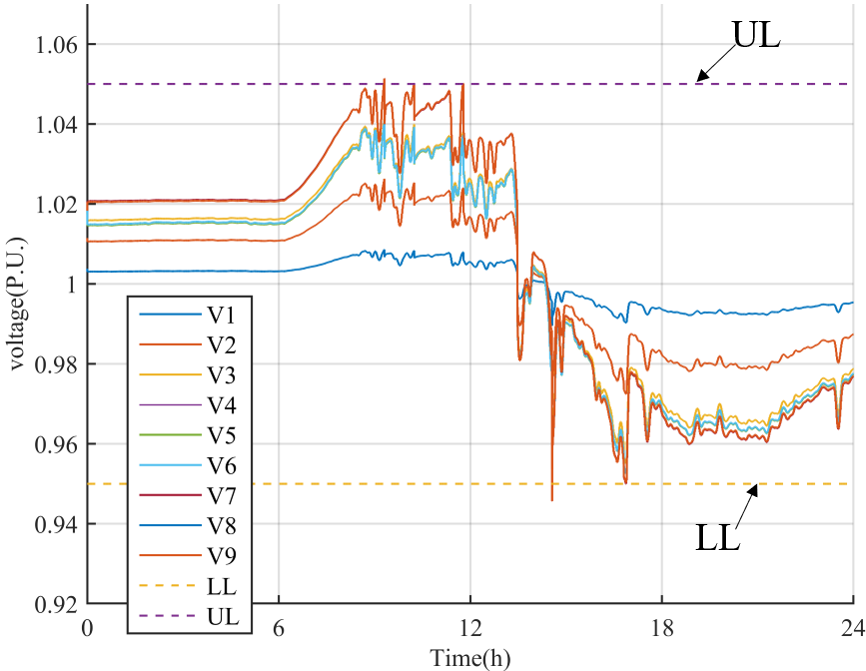 1.06
1.04
1.02
1
0.98
0.96
0.94
0.92
voltage(P.U.)
UL
LL
V1
V2
V3
V4
V5
V6
V7
V8
V9
LL
UL
0 6 12 18 24
Time(h)